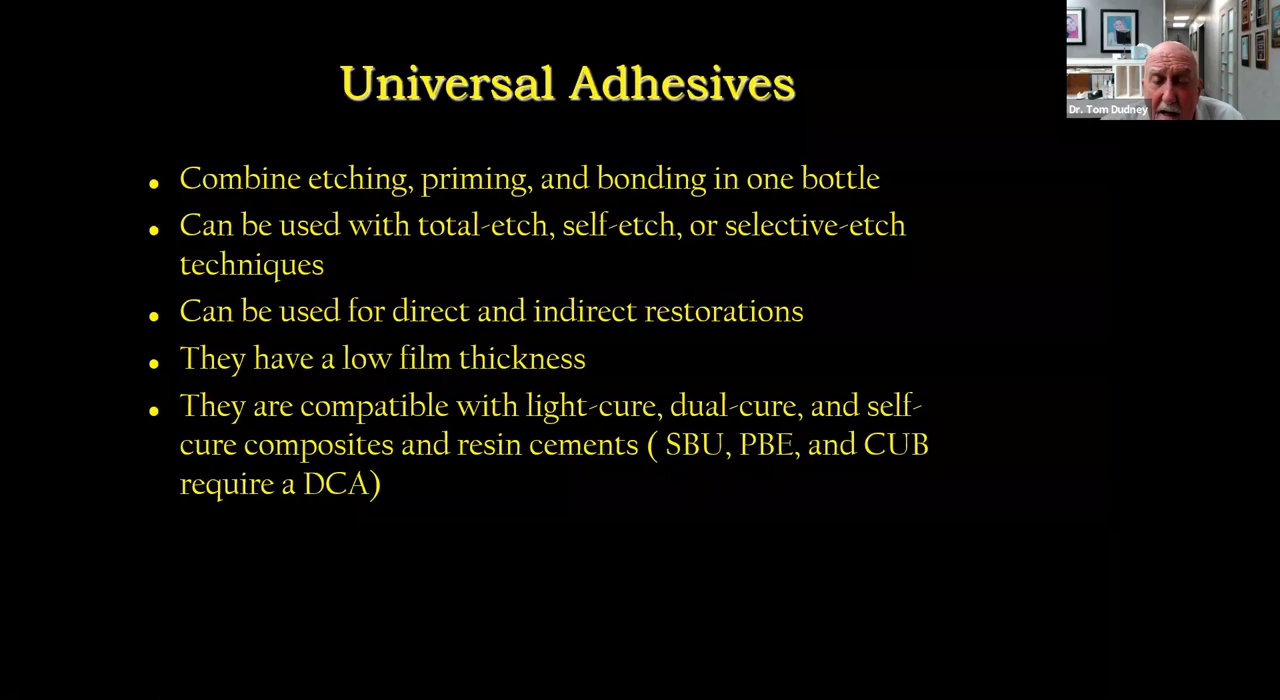 Universal Adhesives
Dr. Tom Dudney
• Combine etching, priming, and bonding in one bottle
• Can be used with total-etch, self-etch, or selective-etch
techniques
• Can be used for direct and indirect restorations
• They have a low film thickness
• They are compatible with light-cure, dual-cure, and self-
cure composites and resin cements ( SBU, PBE, and CUB
require a DCA)